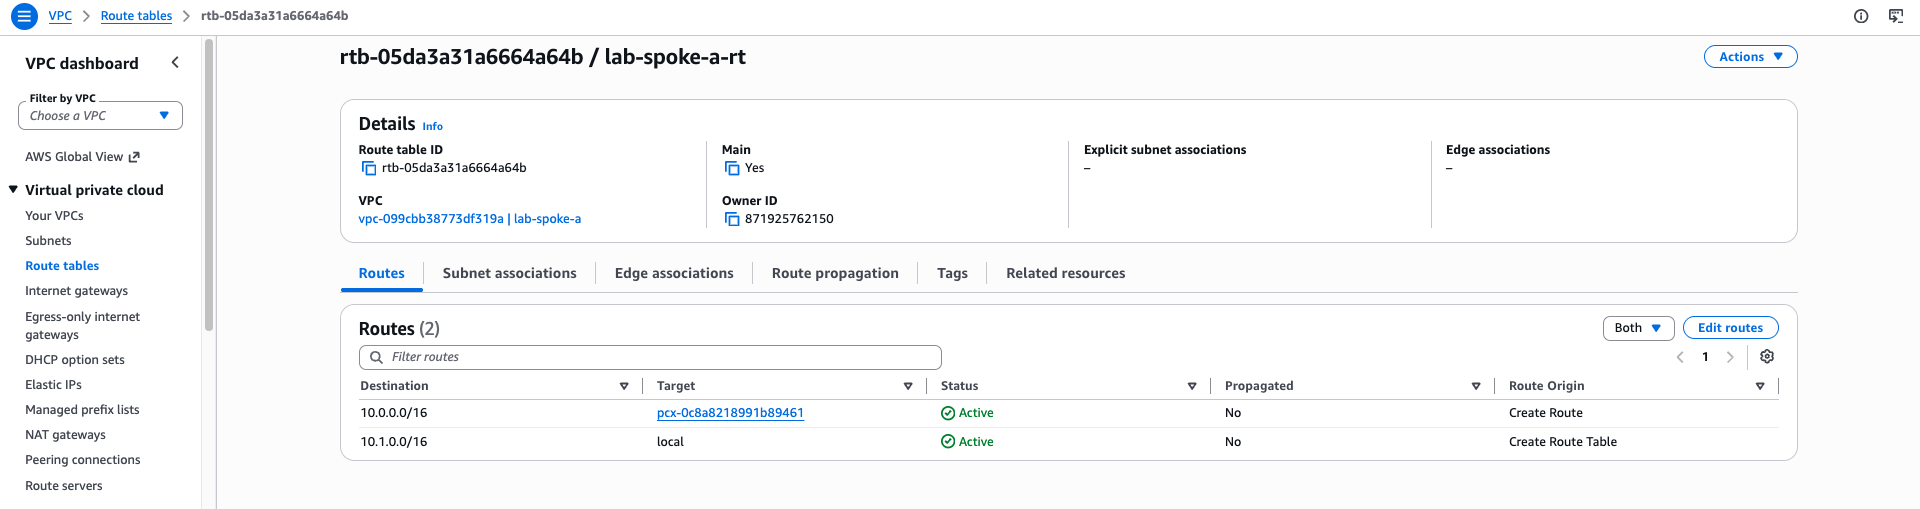 VPC > Route tables > rtb-05da3a31a6664a64b
VPC dashboard
Filter by VPC
Choose a VPC
AWS Global View
Virtual private cloud
Your VPCs
Subnets
Route tables
Internet gateways
Egress-only internet
gateways
DHCP option sets
Elastic IPs
Managed prefix lists
NAT gateways
Peering connections
Route servers
rtb-05da3a31a6664a64b / lab-spoke-a-rt
Actions
Details Info
Route table ID
rtb-05da3a31a6664a64b
Main
Yes
Explicit subnet associations
–
Edge associations
–
VPC
vpc-099cbb38773df319a | lab-spoke-a
Owner ID
871925762150
Routes Subnet associations Edge associations Route propagation Tags Related resources
Routes (2)
Both
Edit routes
Filter routes
1
Destination Target Status Propagated Route Origin
10.0.0.0/16 pcx-0c8a8218991b89461 Active No Create Route
10.1.0.0/16 local Active No Create Route Table